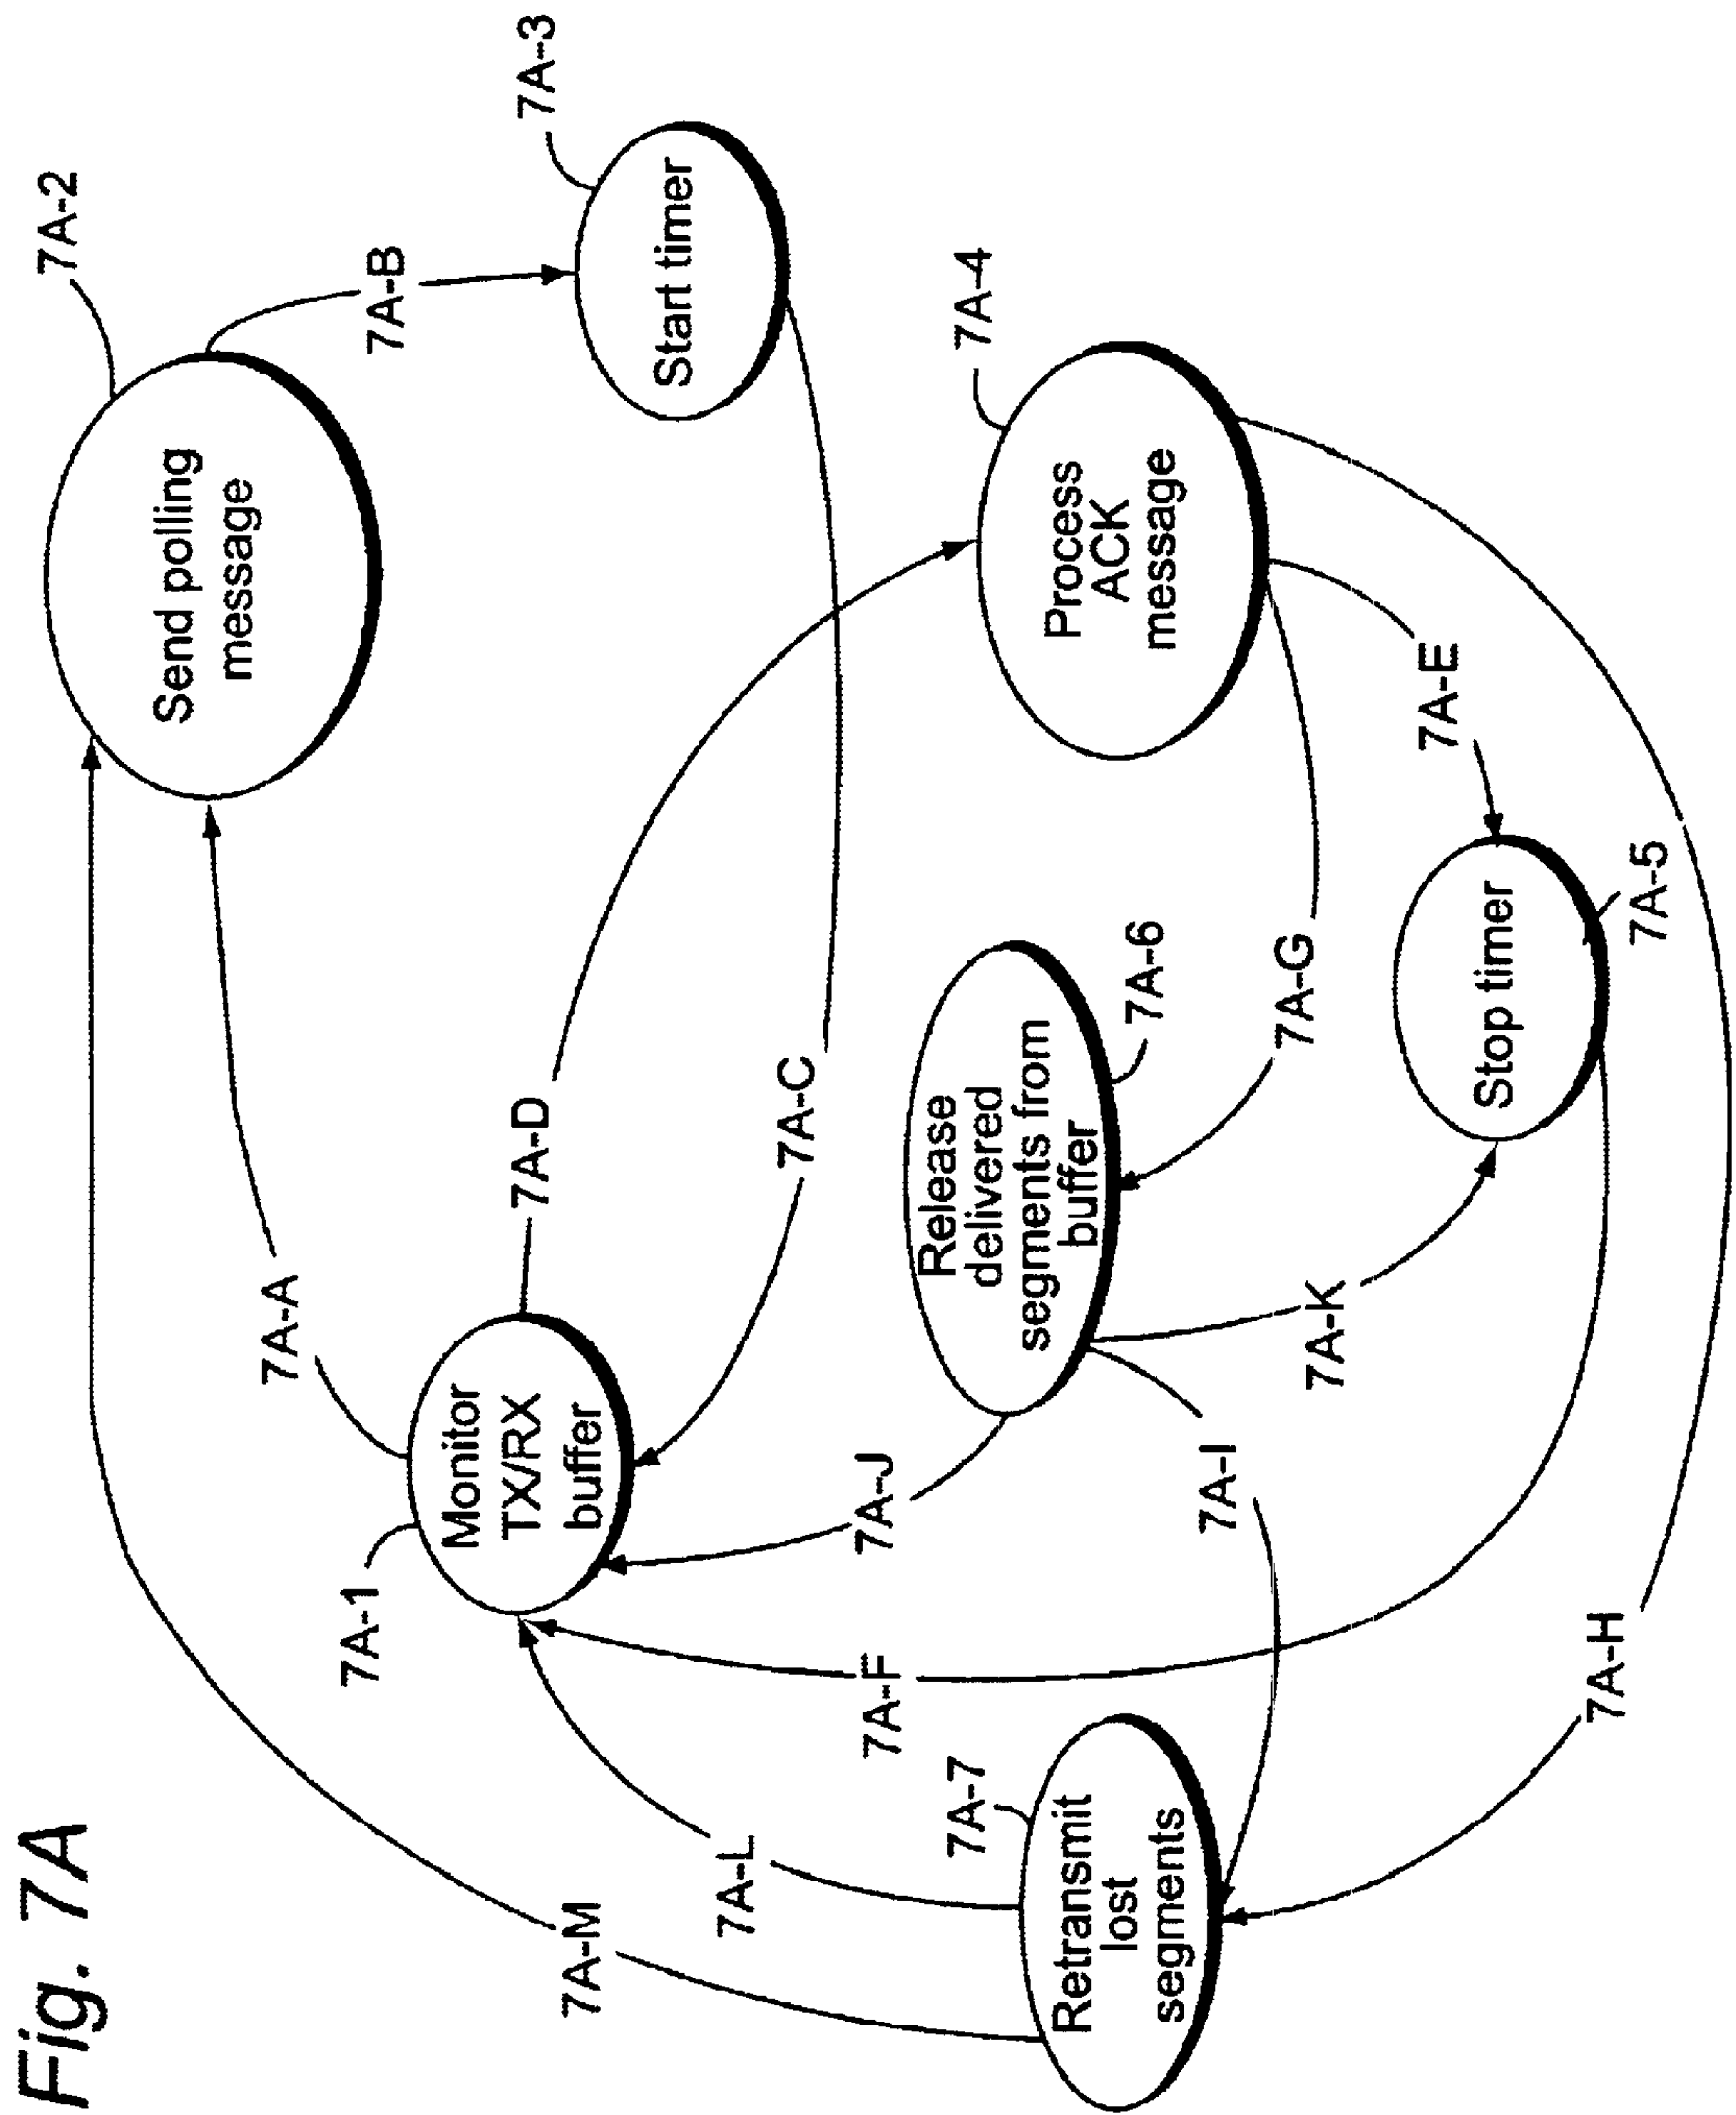 Fig. 7A
7A-2
Send polling
message
7A-B
7A-3
Start timer
7A-A
7A-1
Monitor
TX/RX
buffer
7A-D
7A-C
7A-4
Process
ACK
message
7A-M
7A-L
7A-F
7A-J
7A-6
Release
delivered
segments from
buffer
7A-7
Retransmit
lost
segments
7A-I
7A-K
7A-G
7A-E
Stop timer
7A-5
7A-H